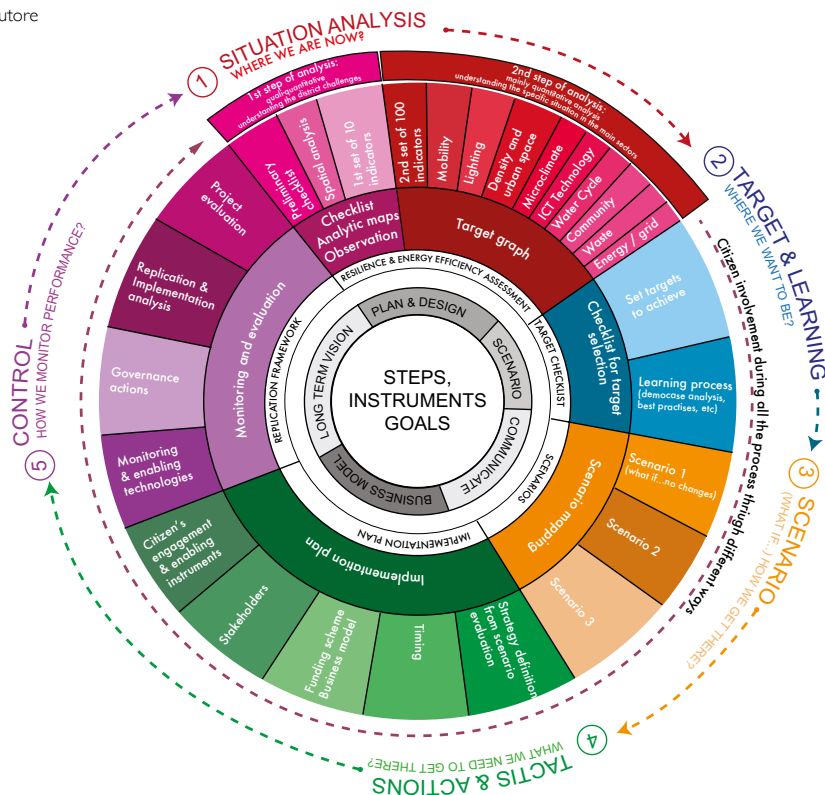 utore
1
SITUATION ANALYSIS
WHERE WE ARE NOW?
1st step of analysis:
quali-quantitative
understanding the district challenges
2nd step of analysis:
mainly quantitative analysis
understanding the specific situation in the main sectors
Preliminary
checklist
Spatial analysis
1st set of 10
indicators
2nd set of 100
indicators
Mobility
Lighting
Density and
urban space
Microclimate
ICT Technology
Water Cycle
Community
Waste
Energy / grid
Checklist
Analytic maps
Observation
Target graph
2
TARGET & LEARNING
WHERE WE WANT TO BE?
Set targets
to achieve
Learning process
(democase analysis,
best practises, etc)
Checklist for target
selection
Citizen involvement during all the process through different ways
3
SCENARIO
(WHAT IF...) HOW WE GET THERE?
Scenario 1
(what if...no changes)
Scenario 2
Scenario 3
Scenario mapping
4
TACTIS & ACTIONS
WHAT WE NEED TO GET THERE?
Strategy definition
from scenario
evaluation
Timing
Funding scheme
Business model
Stakeholders
Citizen's
engagement
& enabling
instruments
Implementation plan
5
CONTROL
HOW WE MONITOR PERFORMANCE?
Monitoring
& enabling
technologies
Governance
actions
Replication &
Implementation
analysis
Project
evaluation
Monitoring and evaluation
RESILIENCE & ENERGY EFFICIENCY ASSESSMENT
TARGET CHECKLIST
SCENARIOS
IMPLEMENTATION PLAN
REPLICATION FRAMEWORK
PLAN & DESIGN
SCENARIO
COMMUNICATE
BUSINESS MODEL
LONG TERM VISION
STEPS,
INSTRUMENTS
GOALS